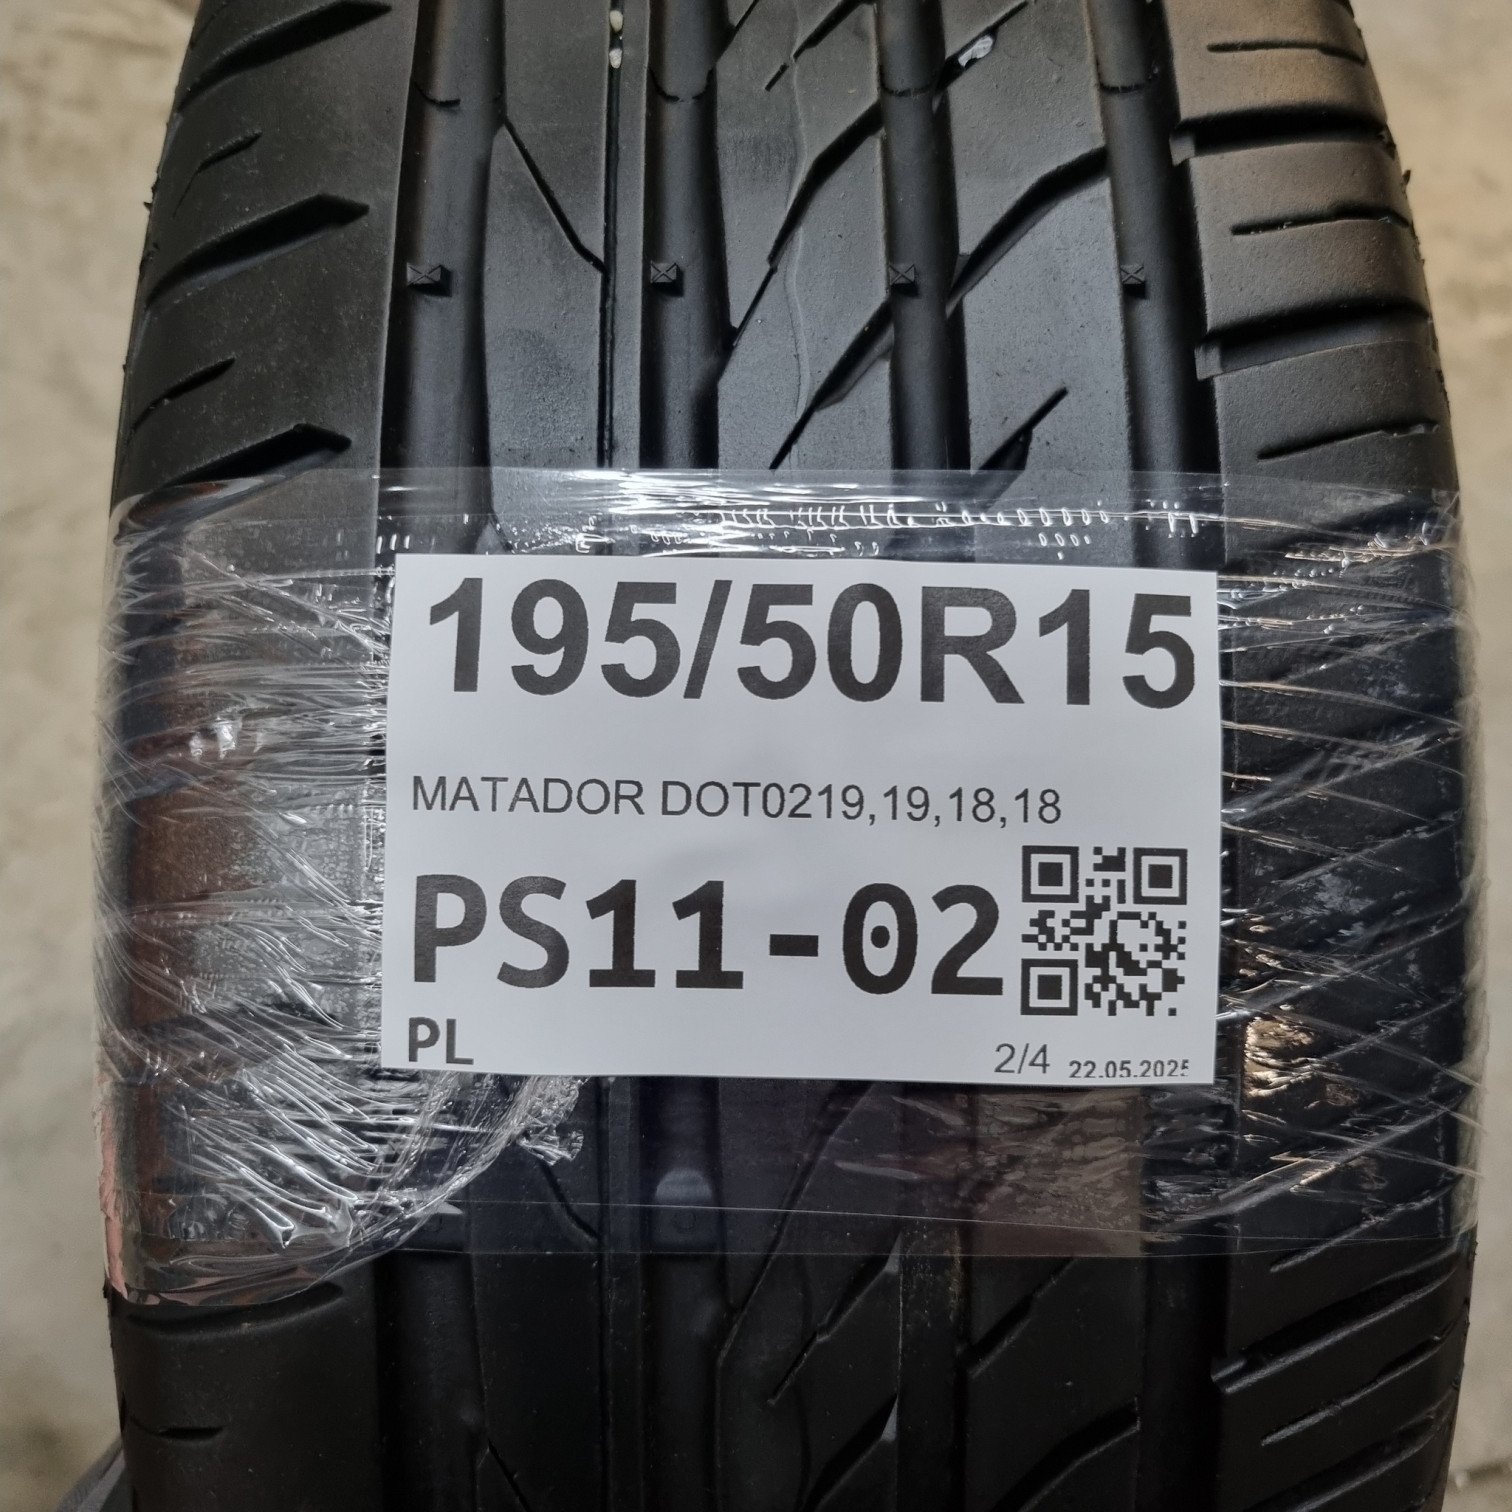 195/50R15
MATADOR DOT0219,19,18,18
PS11-02
PL
2/4 22.05.2025